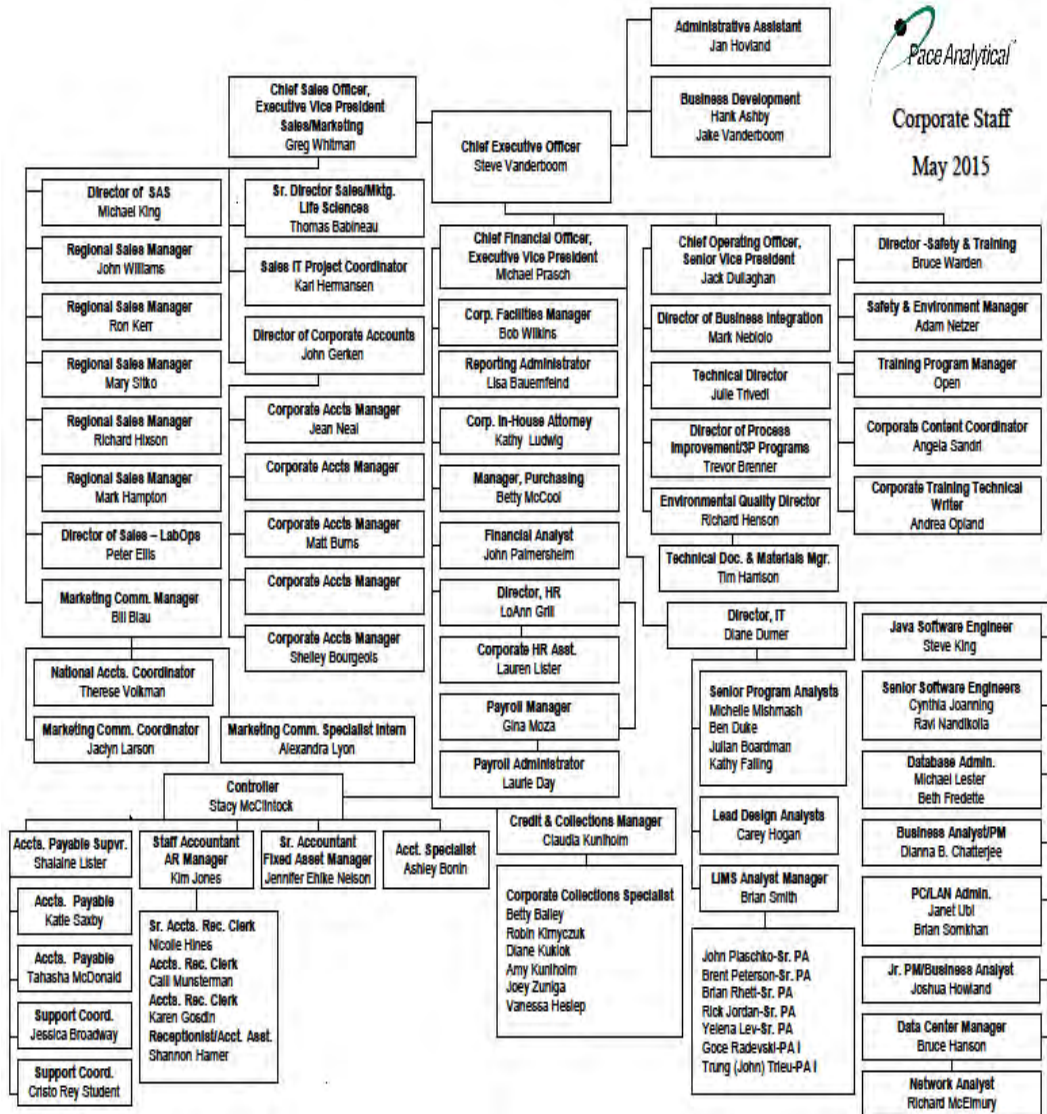 Administrative Assistant
Jan Hovland
Pace Analytical
Corporate Staff
May 2015
Business Development
Hank Ashby
Jake Vanderboom
Chief Sales Officer,
Executive Vice President
Sales/Marketing
Greg Whitman
Chief Executive Officer
Steve Vanderboom
Director of SAS
Michael King
Regional Sales Manager
John Williams
Regional Sales Manager
Ron Kerr
Regional Sales Manager
Mary Sitko
Regional Sales Manager
Richard Hixson
Regional Sales Manager
Mark Hampton
Director of Sales – LabOps
Peter Ellis
Marketing Comm. Manager
Bill Blau
National Accts. Coordinator
Therese Volkman
Marketing Comm. Coordinator
Jaclyn Larson
Marketing Comm. Specialist Intern
Alexandra Lyon
Sr. Director Sales/Mktg.
Life Sciences
Thomas Babineau
Sales IT Project Coordinator
Karl Hermansen
Director of Corporate Accounts
John Gerken
Corporate Accts Manager
Jean Neal
Corporate Accts Manager
Corporate Accts Manager
Matt Burns
Corporate Accts Manager
Corporate Accts Manager
Shelley Bourgeois
Chief Financial Officer,
Executive Vice President
Michael Prasch
Corp. Facilities Manager
Bob Wilkins
Reporting Administrator
Lisa Bauernfeind
Corp. In-House Attorney
Kathy Ludwig
Manager, Purchasing
Betty McCool
Financial Analyst
John Palmersheim
Director, HR
LoAnn Grill
Corporate HR Asst.
Lauren Lister
Payroll Manager
Gina Moza
Payroll Administrator
Laurie Day
Chief Operating Officer,
Senior Vice President
Jack Dullaghan
Director of Business Integration
Mark Nebiolo
Technical Director
Julie Trivedi
Director of Process
Improvement/3P Programs
Trevor Brenner
Environmental Quality Director
Richard Henson
Technical Doc. & Materials Mgr.
Tim Harrison
Director -Safety & Training
Bruce Warden
Safety & Environment Manager
Adam Netzer
Training Program Manager
Open
Corporate Content Coordinator
Angela Sandri
Corporate Training Technical
Writer
Andrea Opland
Director, IT
Diane Dumer
Senior Program Analysts
Michelle Mishmash
Ben Duke
Julian Boardman
Kathy Falling
Lead Design Analysts
Carey Hogan
LIMS Analyst Manager
Brian Smith
John Plaschko-Sr. PA
Brent Peterson-Sr. PA
Brian Rhett-Sr. PA
Rick Jordan-Sr. PA
Yelena Lev-Sr. PA
Goce Radevski-PA I
Trung (John) Trieu-PA I
Java Software Engineer
Steve King
Senior Software Engineers
Cynthia Joanning
Ravi Nandikolla
Database Admin.
Michael Lester
Beth Fredette
Business Analyst/PM
Dianna B. Chatterjee
PC/LAN Admin.
Janet Ubl
Brian Somkhan
Jr. PM/Business Analyst
Joshua Howland
Data Center Manager
Bruce Hanson
Network Analyst
Richard McElmury
Controller
Stacy McClintock
Accts. Payable Supvr.
Shalaine Lister
Accts. Payable
Katie Saxby
Accts. Payable
Tahasha McDonald
Support Coord.
Jessica Broadway
Support Coord.
Cristo Rey Student
Staff Accountant
AR Manager
Kim Jones
Sr. Accts. Rec. Clerk
Nicole Hines
Accts. Rec. Clerk
Calli Munsterman
Accts. Rec. Clerk
Karen Gosdin
Receptionist/Acct. Asst.
Shannon Hamer
Sr. Accountant
Fixed Asset Manager
Jennifer Ehlke Nelson
Acct. Specialist
Ashley Bonin
Credit & Collections Manager
Claudia Kunlholm
Corporate Collections Specialist
Betty Bailey
Robin Kimyczuk
Diane Kuklok
Amy Kunlholm
Joey Zuniga
Vanessa Heslep